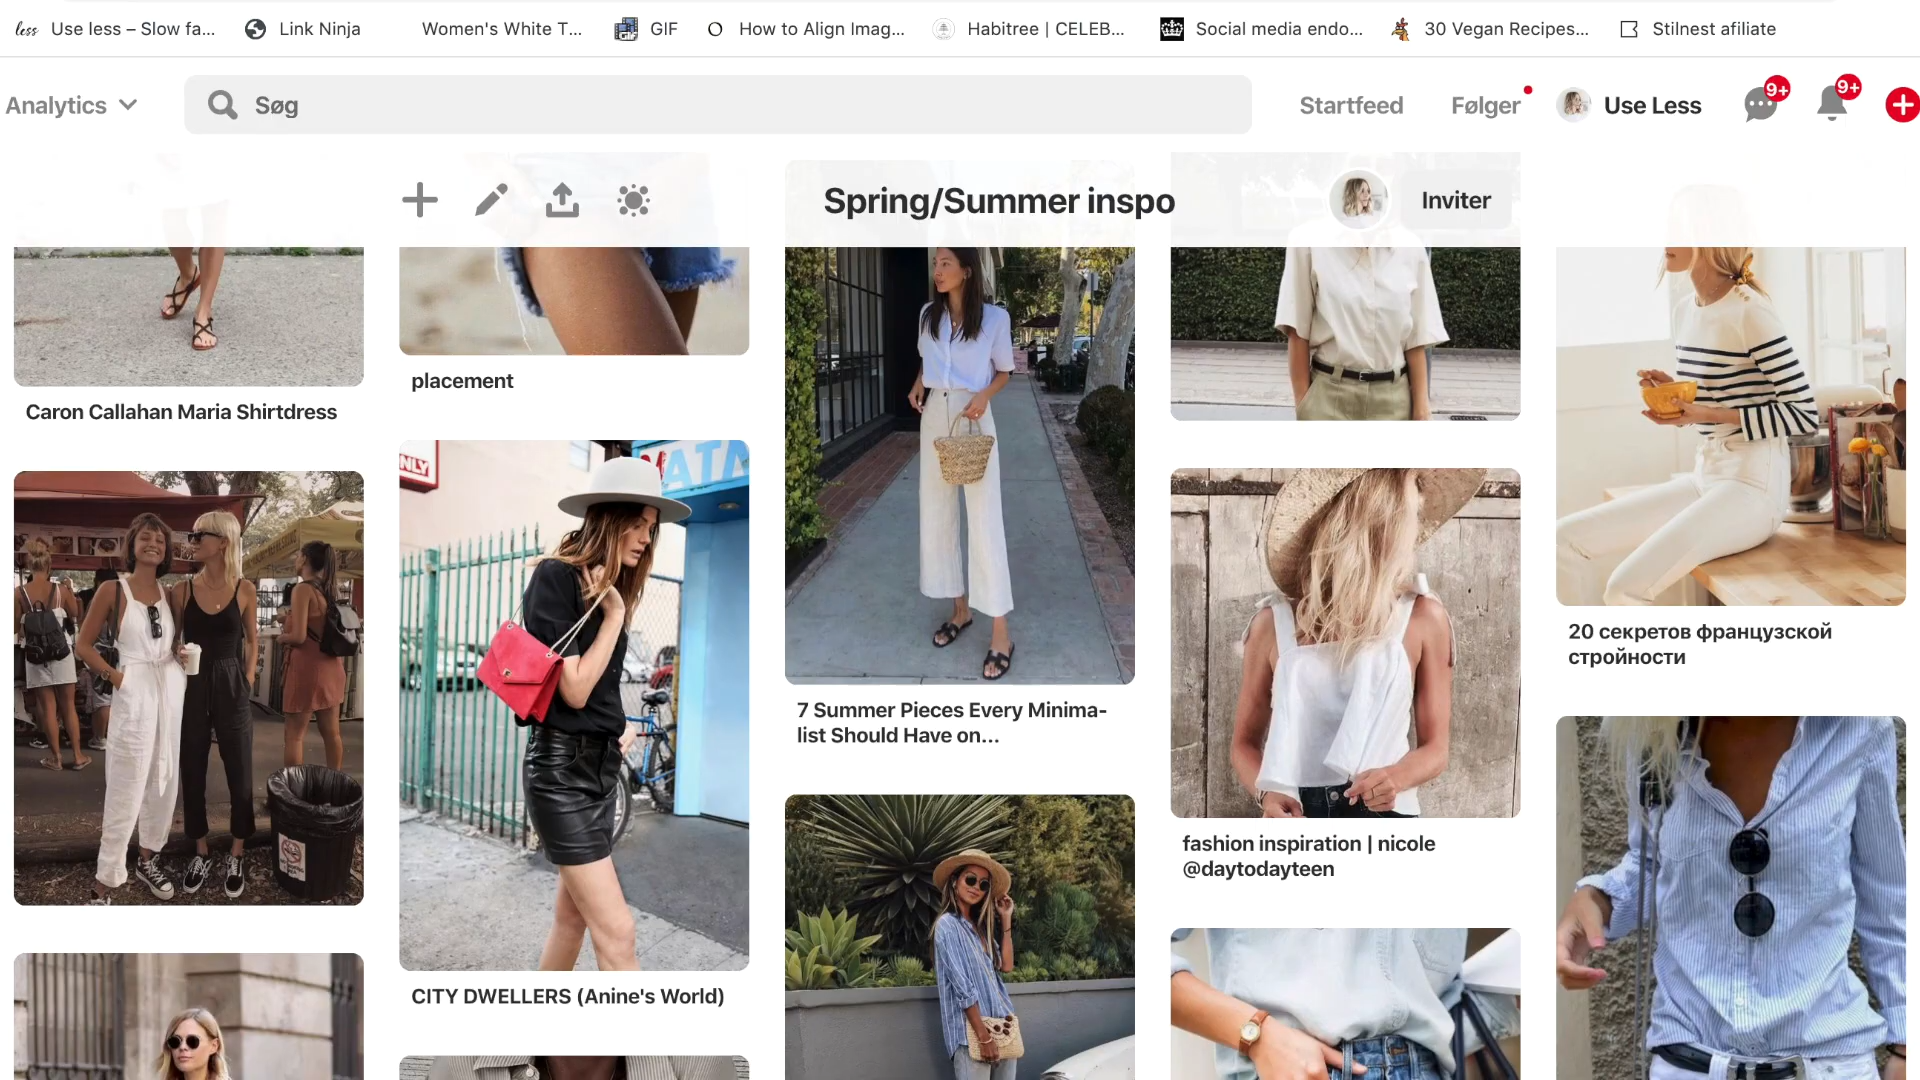 less Use less – Slow fa... Link Ninja Women's White T... GIF How to Align Imag... Habitree | CELEB... Social media endo... 30 Vegan Recipes... Stilnest afiliate
Analytics Søg Startfeed Følger Use Less 9+ 9+
Spring/Summer inspo Inviter
placement
Caron Callahan Maria Shirtdress
NLY
20 секретов французской
стройности
7 Summer Pieces Every Minima-
list Should Have on...
fashion inspiration | nicole
@daytodayteen
CITY DWELLERS (Anine's World)